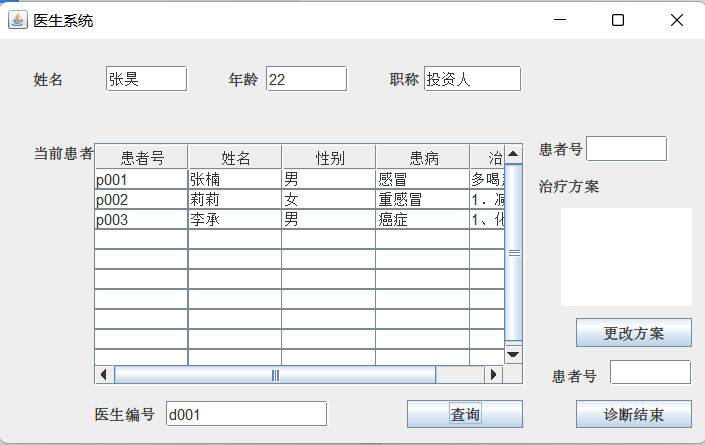 医生系统
姓名 张昊 年龄 22 职称 投资人
当前患者
患者号 姓名 性别 患病 治
p001 张楠 男 感冒 多喝
p002 莉莉 女 重感冒 1. 减
p003 李承 男 癌症 1、化
患者号
治疗方案
更改方案
患者号
医生编号 d001 查询 诊断结束